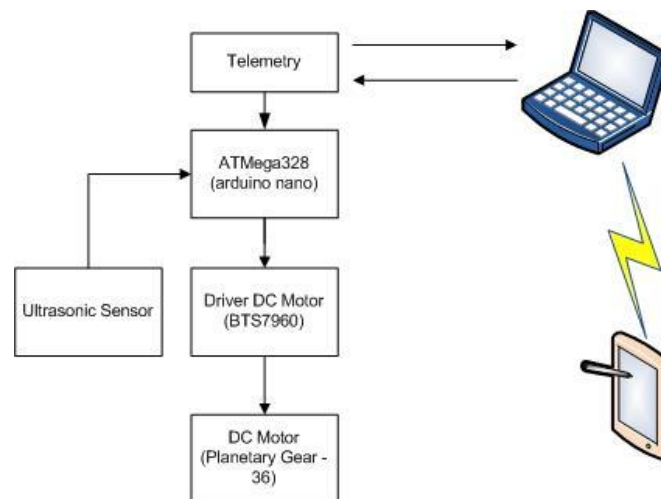 Telemetry
ATMega328
(arduino nano)
Ultrasonic Sensor
Driver DC Motor
(BTS7960)
DC Motor
(Planetary Gear -
36)